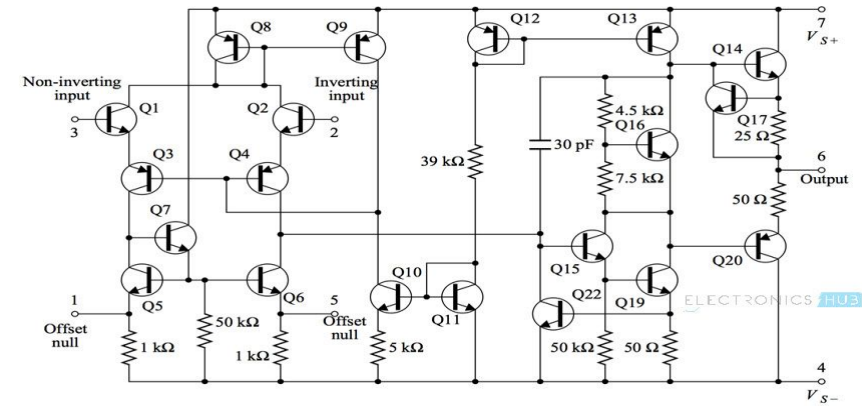 Q8
Q9
Q12
Q13
7
V S+
Q14
Non-inverting
input
Inverting
input
Q1
Q2
3
2
4.5 kΩ
Q16
Q17
25 Ω
30 pF
6
Output
Q3
Q4
39 kΩ
7.5 kΩ
50 Ω
Q7
Q10
Q15
Q20
Q5
Q6
Q11
Q22
Q19
ELECTRONICS HUB
1
Offset
null
5
Offset
null
50 kΩ
1 kΩ
1 kΩ
5 kΩ
50 kΩ
50 Ω
4
V S−